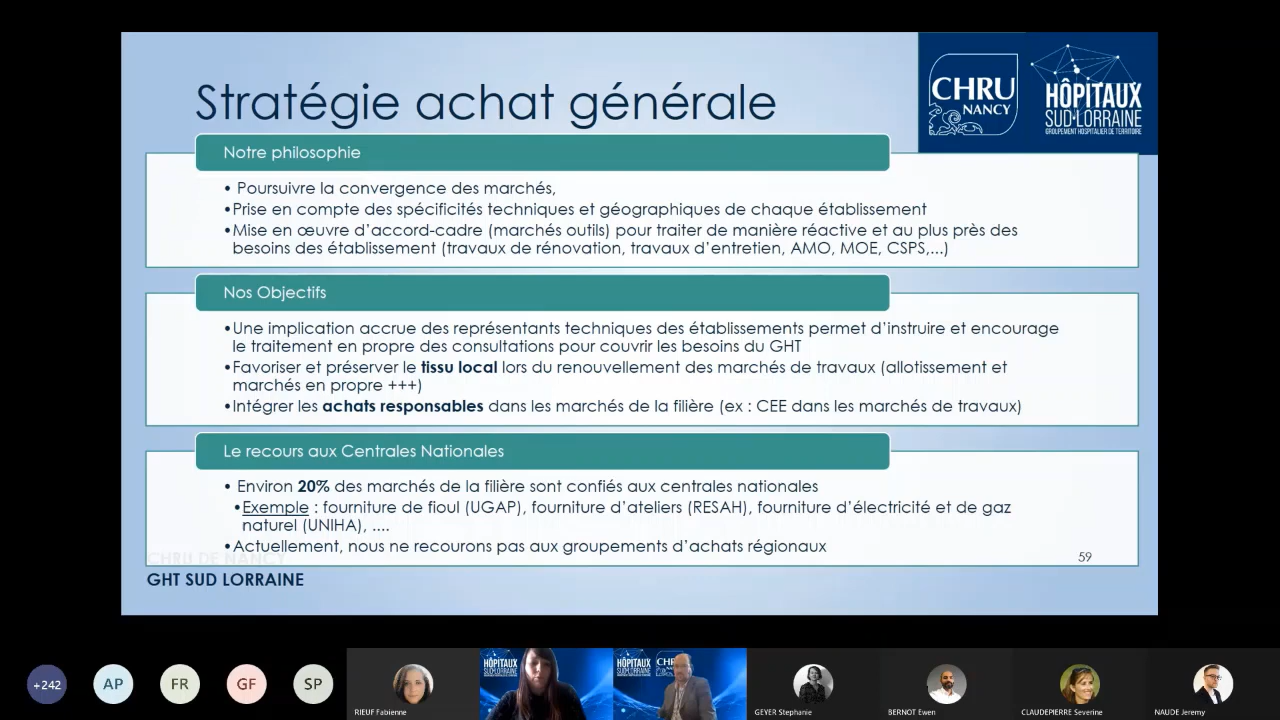 Stratégie achat générale
CHRU
NANCY
HÔPITAUX
SUD-LORRAINE
GROUPEMENT HOSPITALIER DE TERRITOIRE
Notre philosophie
• Poursuivre la convergence des marchés,
•Prise en compte des spécificités techniques et géographiques de chaque établissement
•Mise en œuvre d'accord-cadre (marchés outils) pour traiter de manière réactive et au plus près des
besoins des établissement (travaux de rénovation, travaux d'entretien, AMO, MOE, CSPS,...)
Nos Objectifs
•Une implication accrue des représentants techniques des établissements permet d'instruire et encourage
le traitement en propre des consultations pour couvrir les besoins du GHT
•Favoriser et préserver le tissu local lors du renouvellement des marchés de travaux (allotissement et
marchés en propre +++)
•Intégrer les achats responsables dans les marchés de la filière (ex : CEE dans les marchés de travaux)
Le recours aux Centrales Nationales
• Environ 20% des marchés de la filière sont confiés aux centrales nationales
•Exemple : fourniture de fioul (UGAP), fourniture d'ateliers (RESAH), fourniture d'électricité et de gaz
naturel (UNIHA), ....
•Actuellement, nous ne recourons pas aux groupements d'achats régionaux
CHRU DE NANCY
59
GHT SUD LORRAINE
+242
AP
FR
GF
SP
RIEUF Fabienne
HÔPITAUX
SUD-LORRAINE
HÔPITAUX
SUD-LORRAINE
GEYER Stephanie
BERNOT Ewen
CLAUDEPIERRE Severine
NAUDE Jeremy